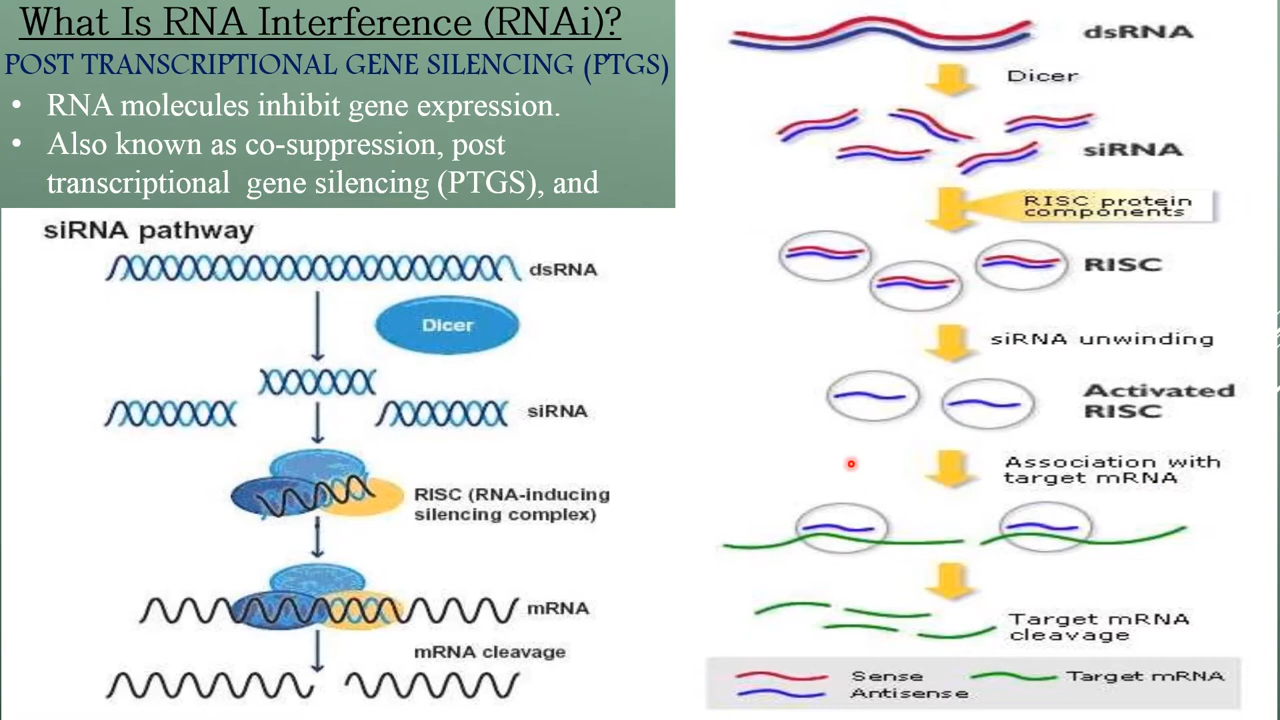 What Is RNA Interference (RNAi)?
POST TRANSCRIPTIONAL GENE SILENCING (PTGS)
• RNA molecules inhibit gene expression.
• Also known as co-suppression, post
transcriptional gene silencing (PTGS), and
siRNA pathway
dsRNA
Dicer
siRNA
RISC (RNA-inducing
silencing complex)
mRNA
mRNA cleavage
dsRNA
Dicer
siRNA
RISC protein
components
RISC
siRNA unwinding
Activated
RISC
Association with
target mRNA
Target mRNA
cleavage
Sense
Target mRNA
Antisense